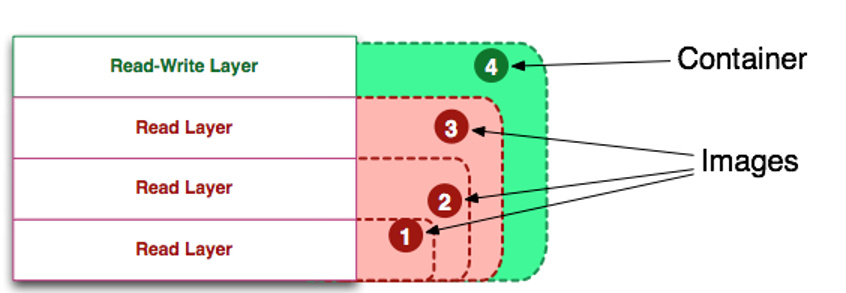 Read-Write Layer
4
Container
Read Layer
3
Images
Read Layer
2
Read Layer
1